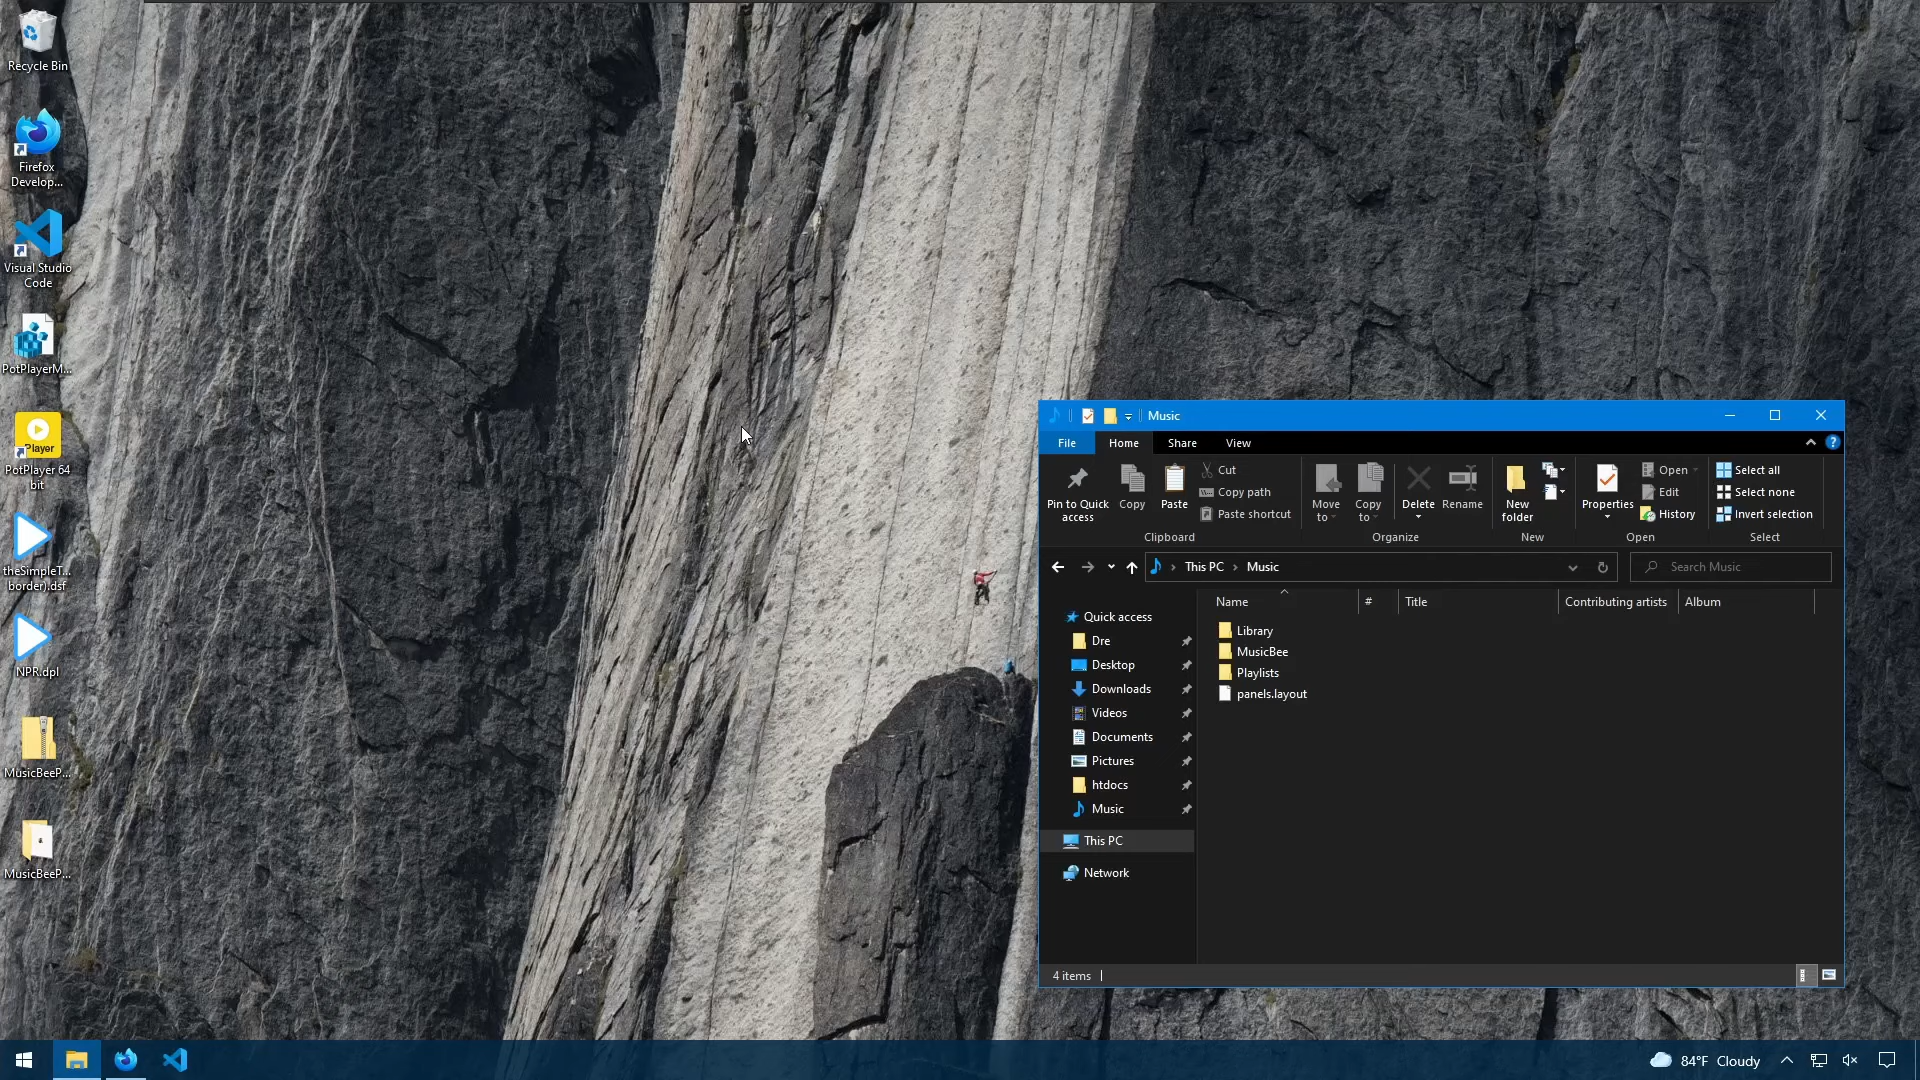 Recycle Bin
Firefox
Develop...
Visual Studio
Code
PotPlayerM...
Player
PotPlayer 64
bit
theSimpleT...
border).dsf
NPR.dpl
MusicBeeP...
MusicBeeP...
Music
File Home Share View
Pin to Quick
access
Copy
Paste
Cut
Copy path
Paste shortcut
Clipboard
Move
to
Copy
to
Delete
Rename
Organize
New
folder
New
Properties
Open
Edit
History
Open
Select all
Select none
Invert selection
Select
This PC > Music
Search Music
Name # Title Contributing artists Album
Quick access
Dre
Desktop
Downloads
Videos
Documents
Pictures
htdocs
Music
This PC
Network
Library
MusicBee
Playlists
panels.layout
4 items
84°F Cloudy